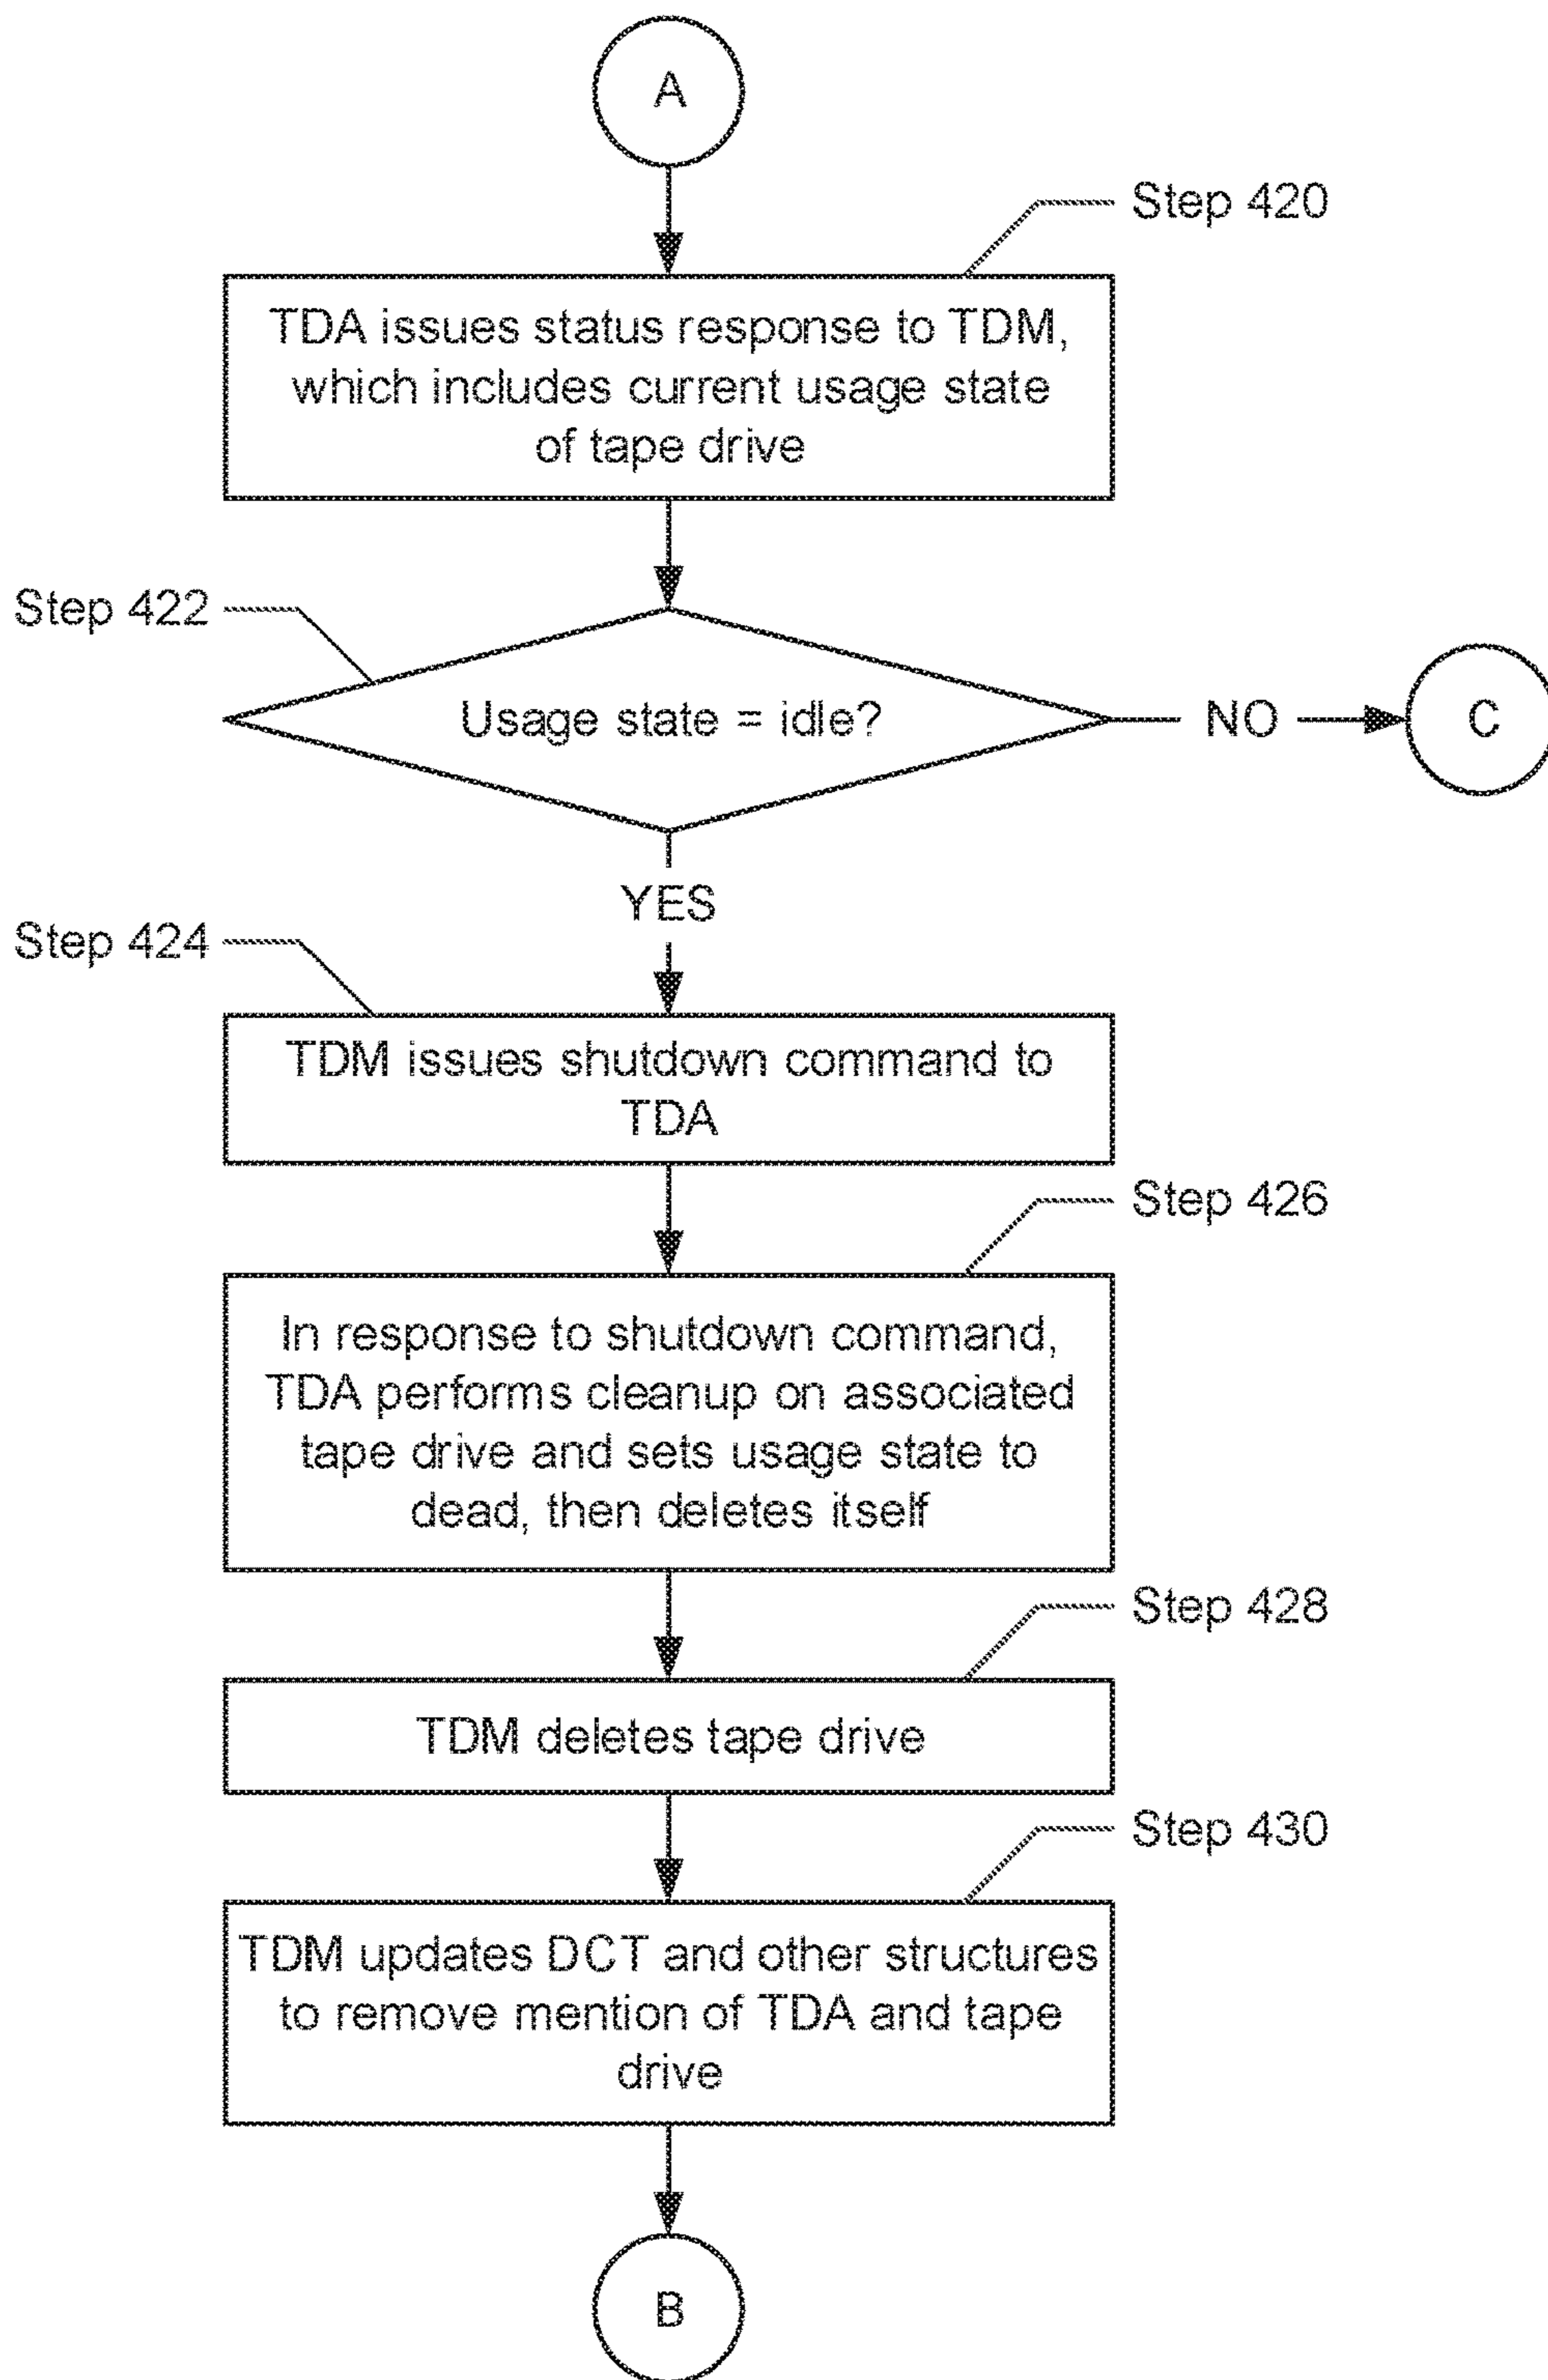 A
Step 420
TDA issues status response to TDM,
which includes current usage state
of tape drive
Step 422
Usage state = idle?
NO
C
YES
Step 424
TDM issues shutdown command to
TDA
Step 426
In response to shutdown command,
TDA performs cleanup on associated
tape drive and sets usage state to
dead, then deletes itself
Step 428
TDM deletes tape drive
Step 430
TDM updates DCT and other structures
to remove mention of TDA and tape
drive
B